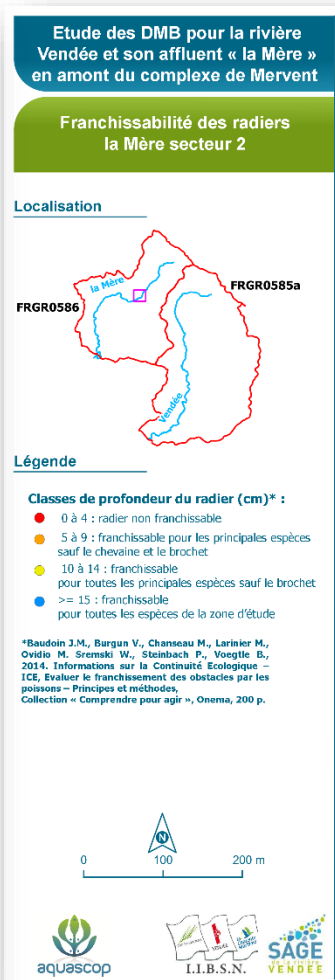 Etude des DMB pour la rivière
Vendée et son affluent « la Mère »
en amont du complexe de Mervent
Franchissabilité des radiers
la Mère secteur 2
Localisation
la Mère
FRGR0585a
FRGR0586
Vendée
Légende
Classes de profondeur du radier (cm)* :
0 à 4 : radier non franchissable
5 à 9 : franchissable pour les principales espèces
sauf le chevaine et le brochet
10 à 14 : franchissable
pour toutes les principales espèces sauf le brochet
>= 15 : franchissable
pour toutes les espèces de la zone d'étude
*Baudoin J.M., Burgun V., Chanseau M., Larinier M.,
Ovidio M. Sremski W., Steinbach P., Voegtle B.,
2014. Informations sur la Continuité Ecologique –
ICE, Evaluer le franchissement des obstacles par les
poissons – Principes et méthodes,
Collection « Comprendre pour agir », Onema, 200 p.
N
0 100 200 m
aquascop
I.I.B.S.N.
SAGE
de la rivière
VENDÉE